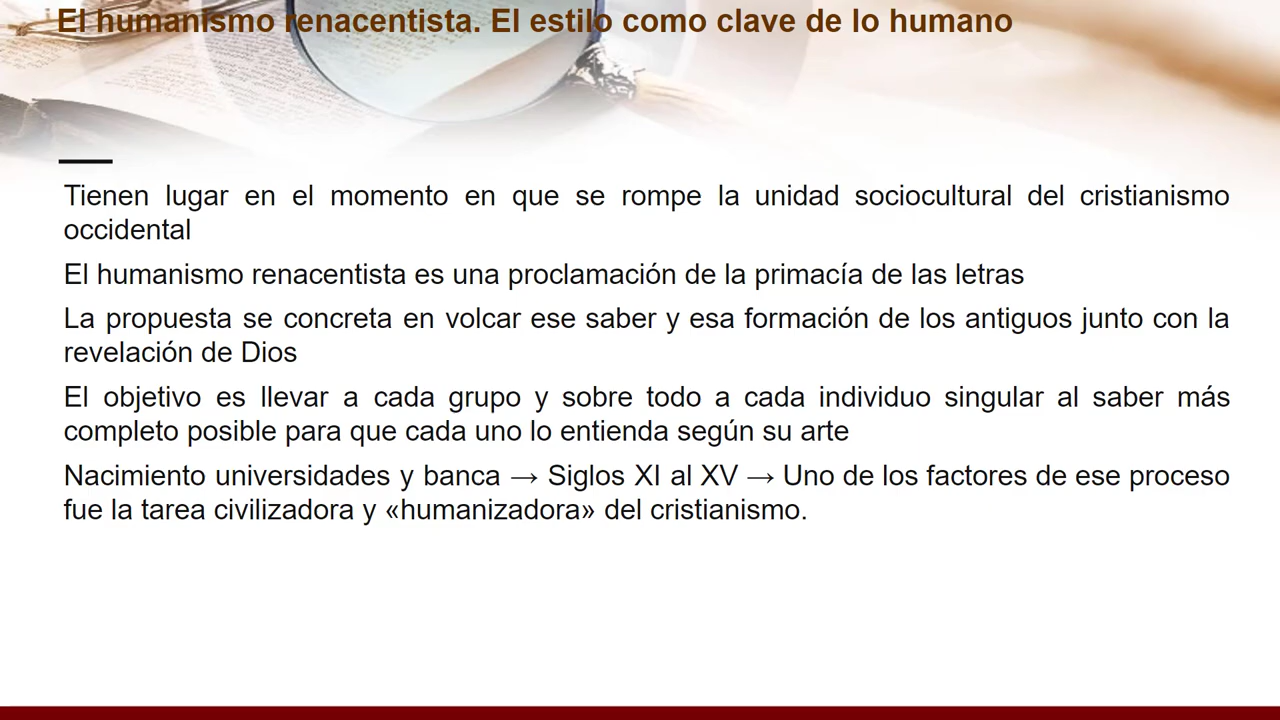 El humanismo renacentista. El estilo como clave de lo humano
Tienen lugar en el momento en que se rompe la unidad sociocultural del cristianismo
occidental
El humanismo renacentista es una proclamación de la primacía de las letras
La propuesta se concreta en volcar ese saber y esa formación de los antiguos junto con la
revelación de Dios
El objetivo es llevar a cada grupo y sobre todo a cada individuo singular al saber más
completo posible para que cada uno lo entienda según su arte
Nacimiento universidades y banca → Siglos XI al XV → Uno de los factores de ese proceso
fue la tarea civilizadora y «humanizadora» del cristianismo.